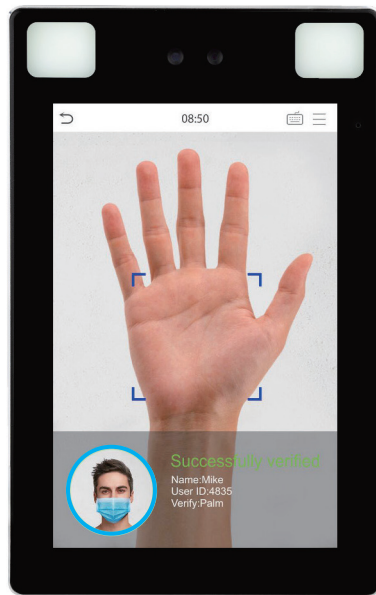 08:50
Successfully verified
Name:Mike
User ID:4835
Verify:Palm